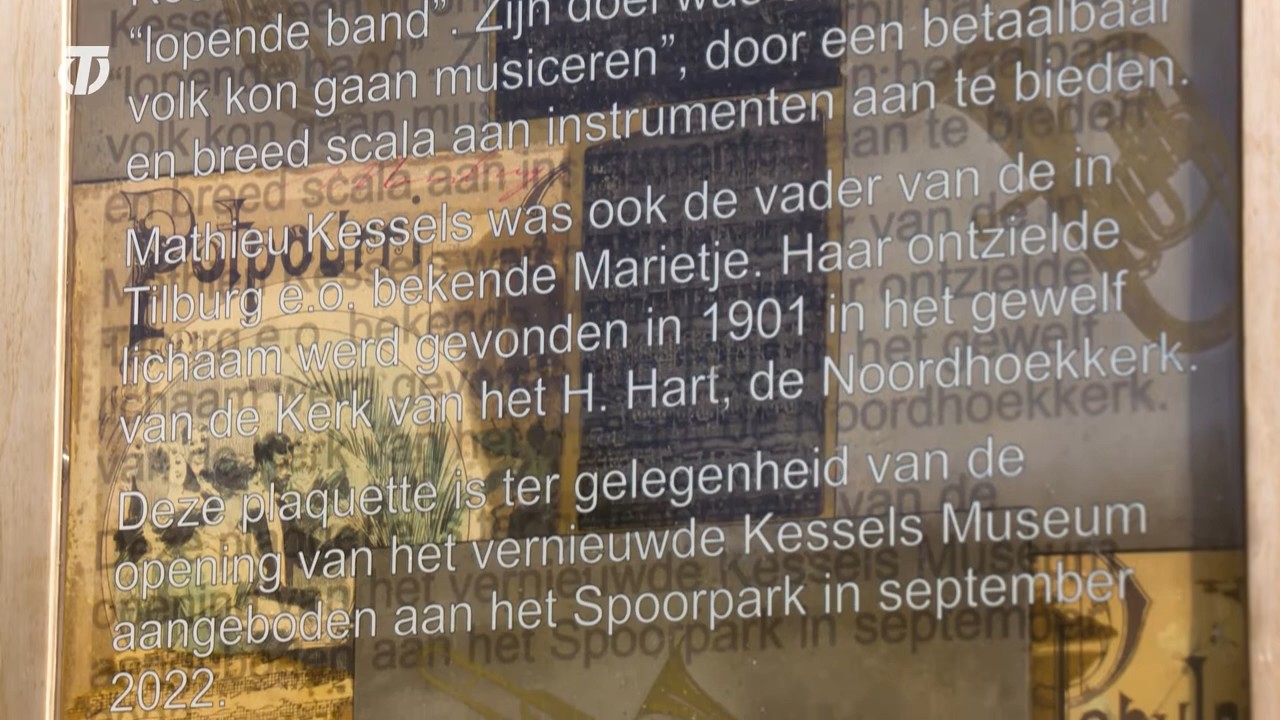 “lopende band”. Zijn doel was
volk kon gaan musiceren”, door een betaalbaar
en breed scala aan instrumenten aan te bieden.
Mathieu Kessels was ook de vader van de in
Tilburg e.o. bekende Marietje. Haar ontzielde
lichaam werd gevonden in 1901 in het gewelf
van de Kerk van het H. Hart, de Noordhoekkerk.
Deze plaquette is ter gelegenheid van de
opening van het vernieuwde Kessels Museum
aangeboden aan het Spoorpark in september
2022.
Potpourri